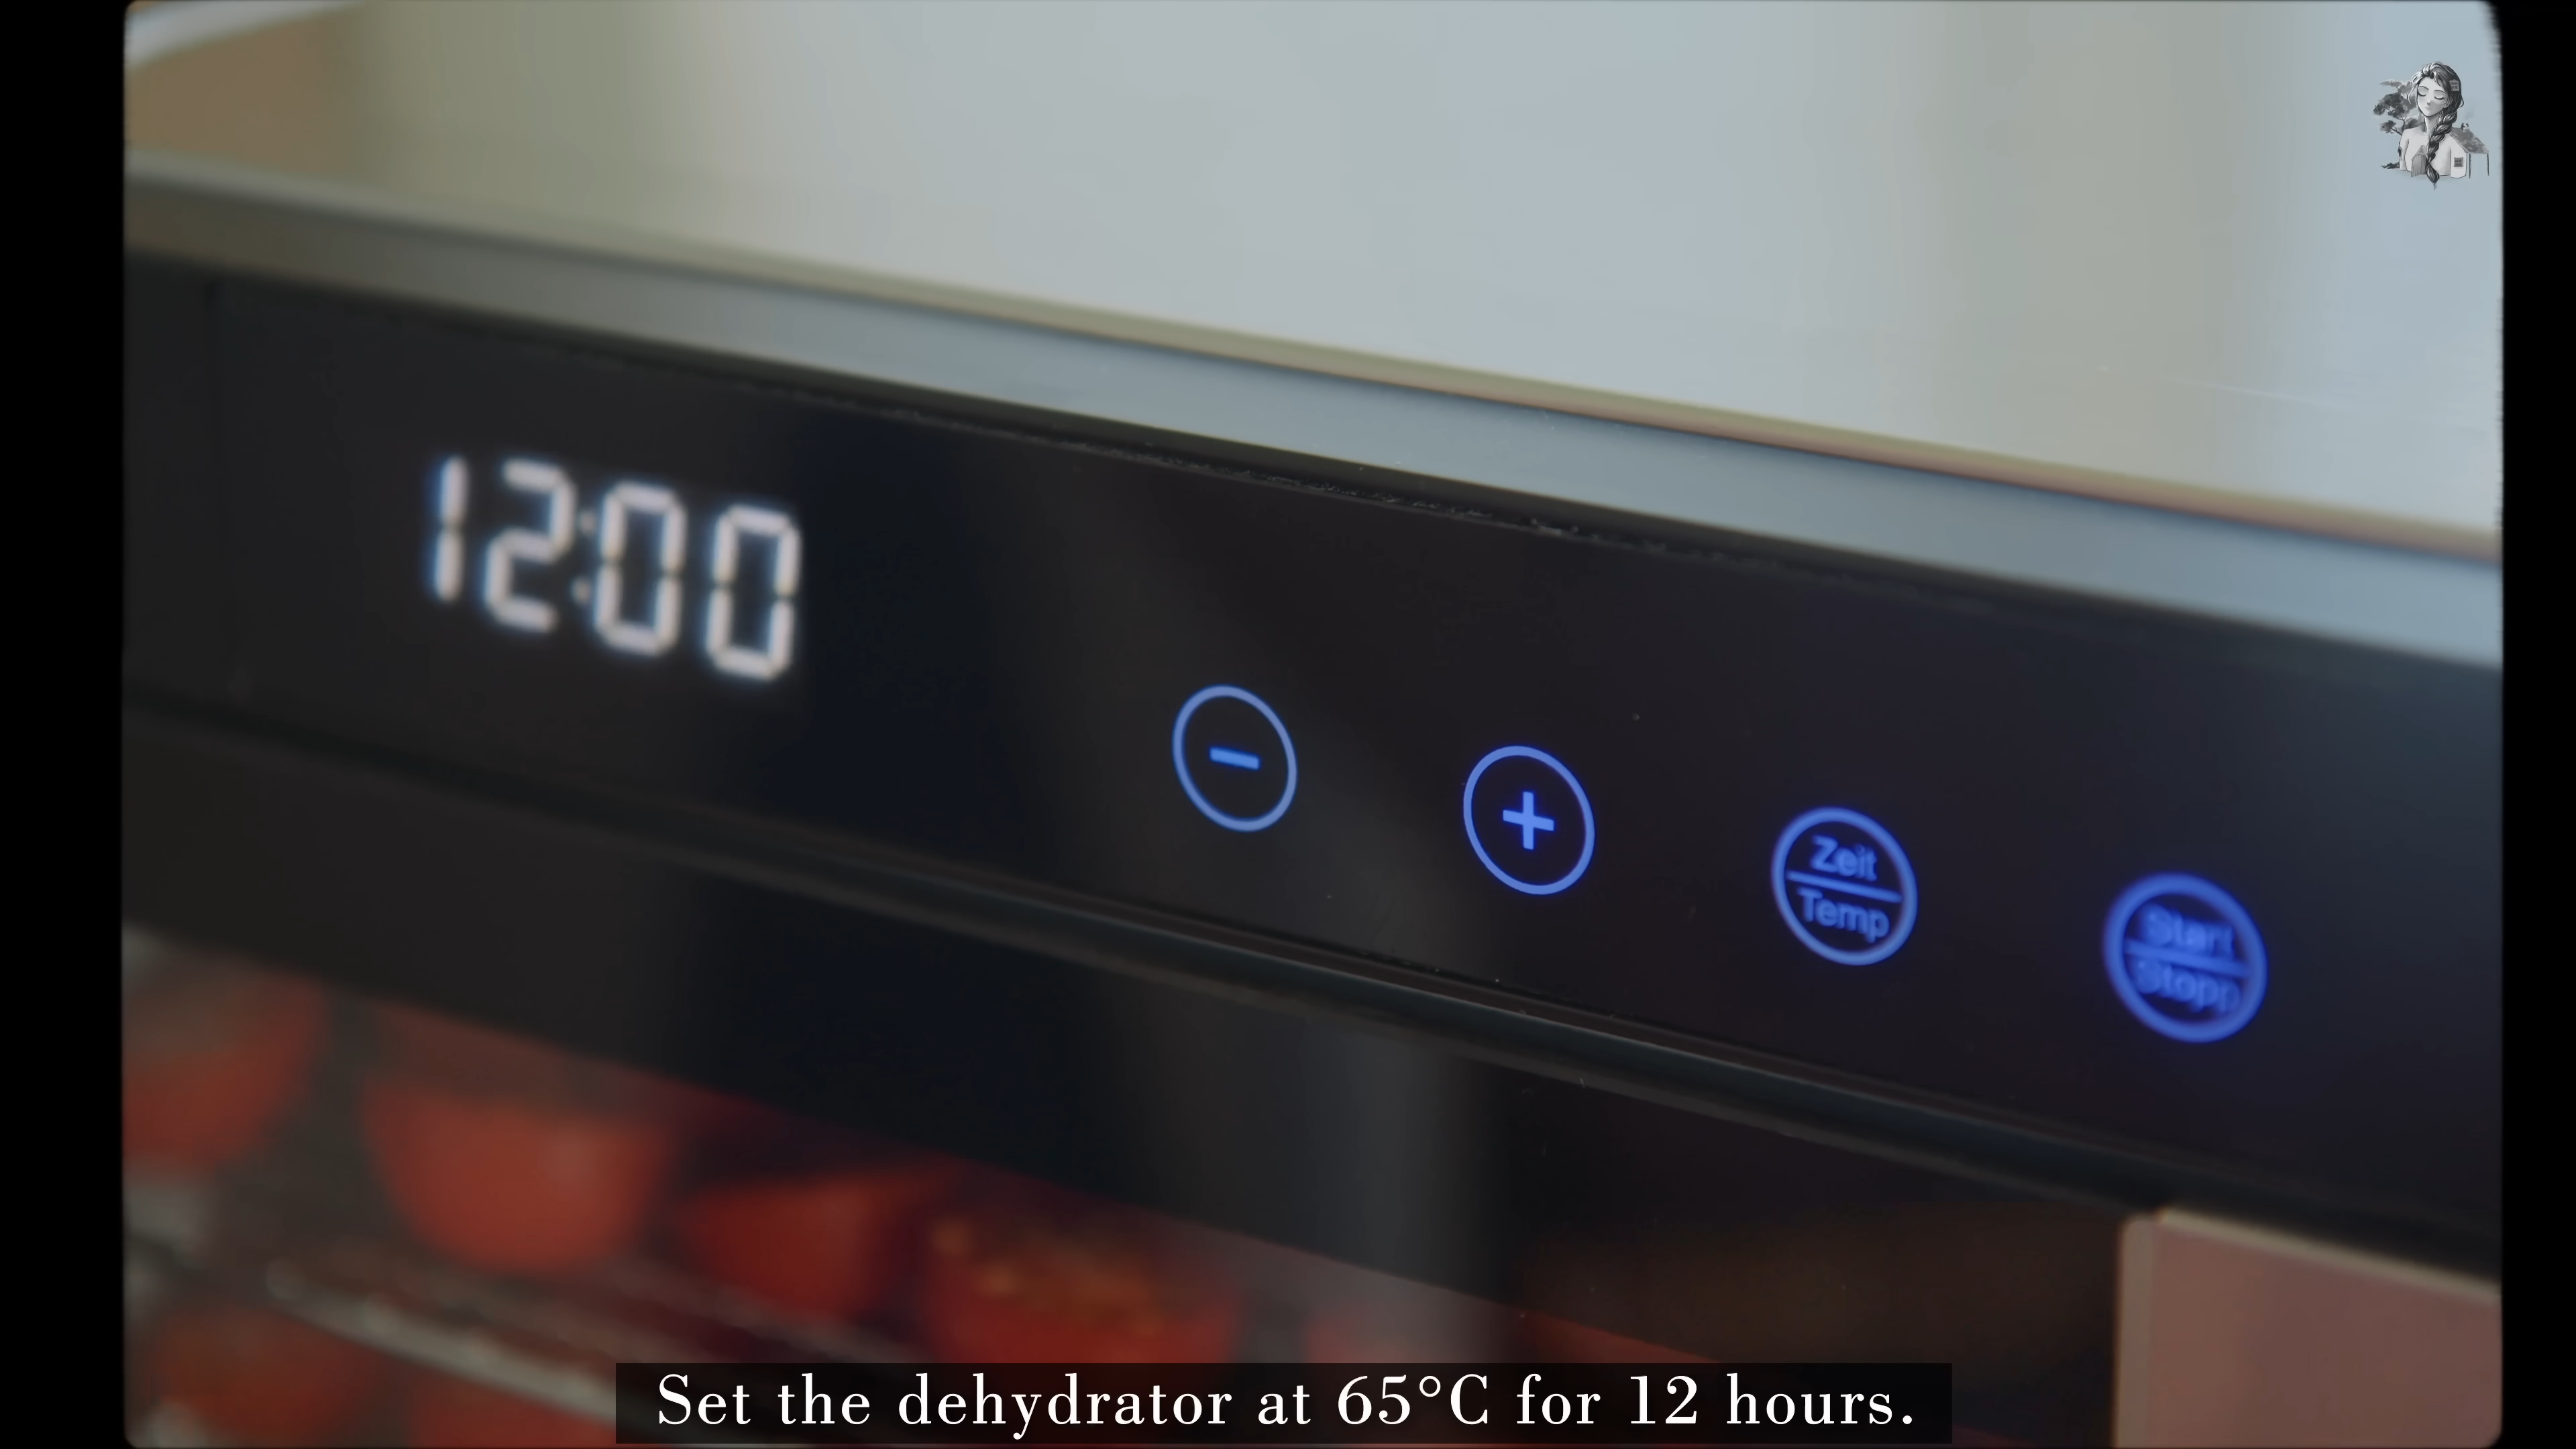 12:00
−
+
Zeit
Temp
Start
Stopp
Set the dehydrator at 65°C for 12 hours.